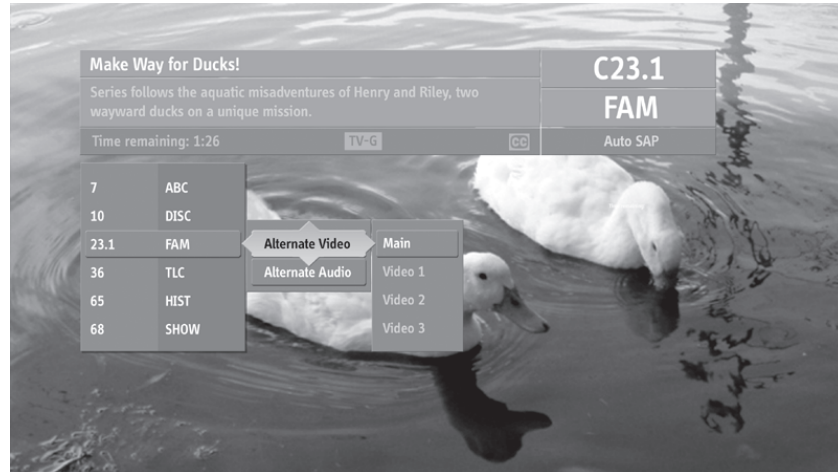 Make Way for Ducks!
Series follows the aquatic misadventures of Henry and Riley, two
wayward ducks on a unique mission.
Time remaining: 1:26 TV-G CC
C23.1
FAM
Auto SAP
7 ABC
10 DISC
23.1 FAM
36 TLC
65 HIST
68 SHOW
Alternate Video
Alternate Audio
Main
Video 1
Video 2
Video 3